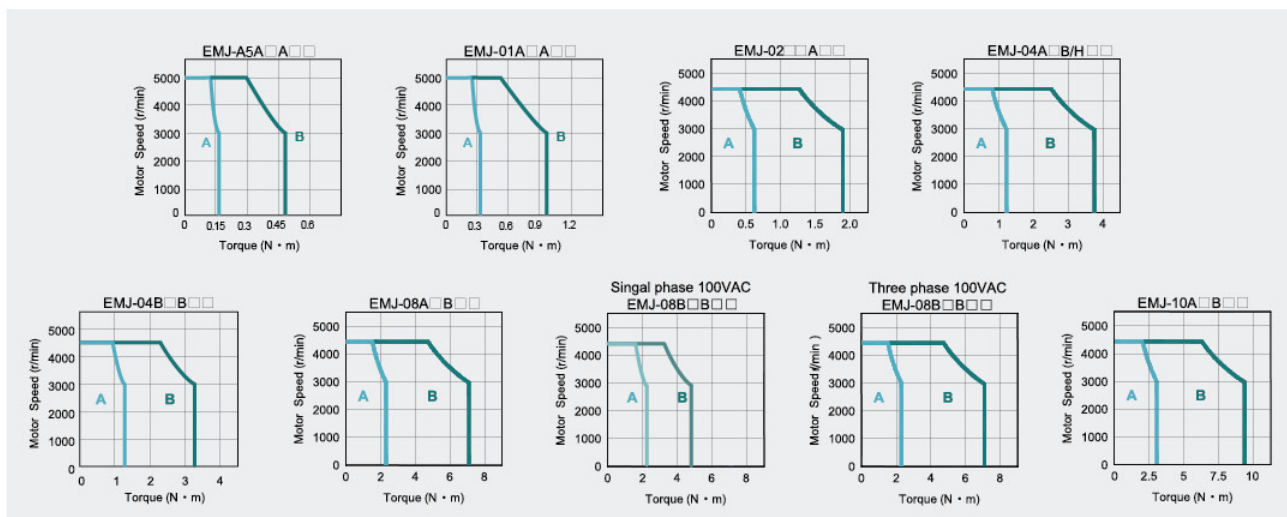 EMJ-A5A□A□□
Motor Speed (r/min)
5000
4000
3000
1000
0
A
B
0 0.15 0.3 0.45 0.6
Torque (N・m)
EMJ-01A□A□□
Motor Speed (r/min)
5000
4000
3000
1000
0
A
B
0 0.3 0.6 0.9 1.2
Torque (N・m)
EMJ-02□□A□□
Motor Speed (r/min)
5000
4000
3000
2000
1000
0
A
B
0 0.5 1.0 1.5 2.0
Torque (N・m)
EMJ-04A□B/H□□
Motor Speed (r/min)
5000
4000
3000
2000
1000
0
A
B
0 1 2 3 4
Torque (N・m)
EMJ-04B□B□□
Motor Speed (r/min)
5000
4000
3000
2000
1000
0
A
B
0 1 2 3 4
Torque (N・m)
EMJ-08A□B□□
Motor Speed (r/min)
5000
4000
3000
2000
1000
0
A
B
0 2 4 6 8
Torque (N・m)
Singal phase 100VAC
EMJ-08B□B□□
Motor Speed (r/min)
5000
4000
3000
2000
1000
0
A
B
0 2 4 6 8
Torque (N・m)
Three phase 100VAC
EMJ-08B□B□□
Motor Speed(r/min )
5000
4000
3000
2000
1000
0
A
B
0 2 4 6 8
Torque (N・m)
EMJ-10A□B□□
Motor Speed (r/min)
5000
4000
3000
2000
1000
0
A
B
0 2.5 5 7.5 10
Torque (N・m)